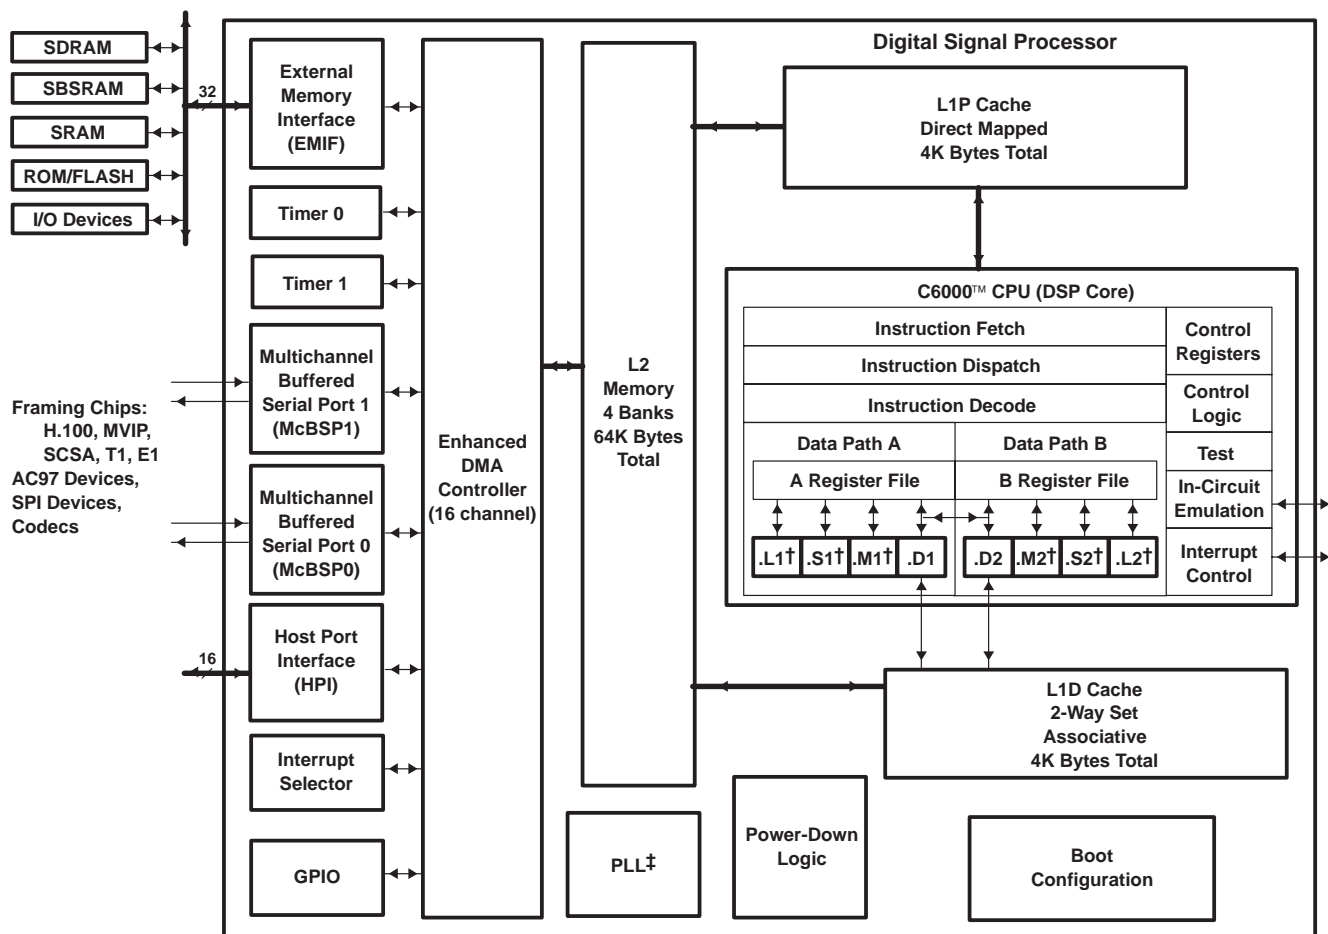 Digital Signal Processor
SDRAM
SBSRAM
SRAM
ROM/FLASH
I/O Devices
32
External
Memory
Interface
(EMIF)
Timer 0
Timer 1
Framing Chips:
H.100, MVIP,
SCSA, T1, E1
AC97 Devices,
SPI Devices,
Codecs
Multichannel
Buffered
Serial Port 1
(McBSP1)
Multichannel
Buffered
Serial Port 0
(McBSP0)
16
Host Port
Interface
(HPI)
Interrupt
Selector
GPIO
Enhanced
DMA
Controller
(16 channel)
L2
Memory
4 Banks
64K Bytes
Total
L1P Cache
Direct Mapped
4K Bytes Total
C6000™ CPU (DSP Core)
Instruction Fetch
Instruction Dispatch
Instruction Decode
Data Path A
Data Path B
A Register File
B Register File
.L1† .S1† .M1† .D1
.D2 .M2† .S2† .L2†
Control
Registers
Control
Logic
Test
In-Circuit
Emulation
Interrupt
Control
L1D Cache
2-Way Set
Associative
4K Bytes Total
PLL‡
Power-Down
Logic
Boot
Configuration